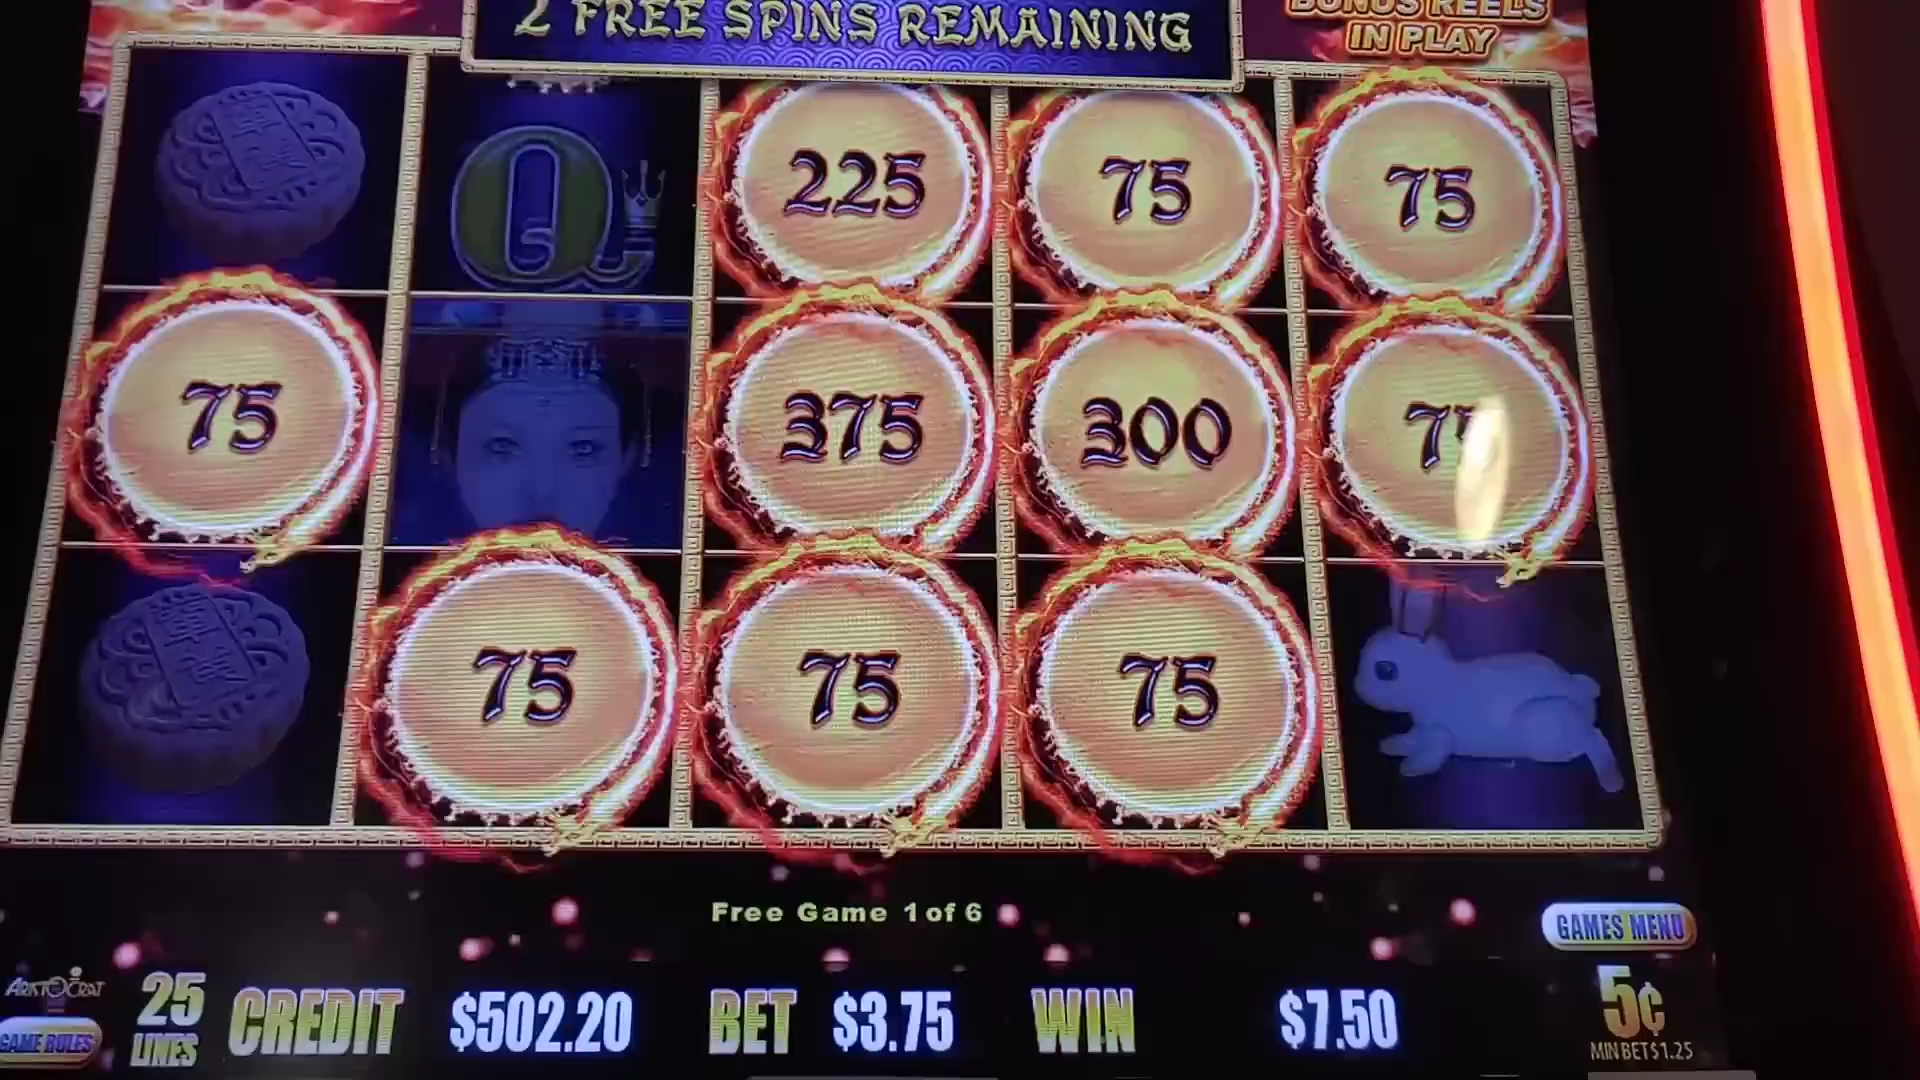 2 FREE SPINS REMAINING
BONUS REELS
IN PLAY
225
75
75
75
375
300
75
75
75
Free Game 1 of 6
GAMES MENU
ARISTOCRAT
GAME RULES
25
LINES
CREDIT $502.20
BET $3.75
WIN $7.50
5¢
MIN BET $1.25